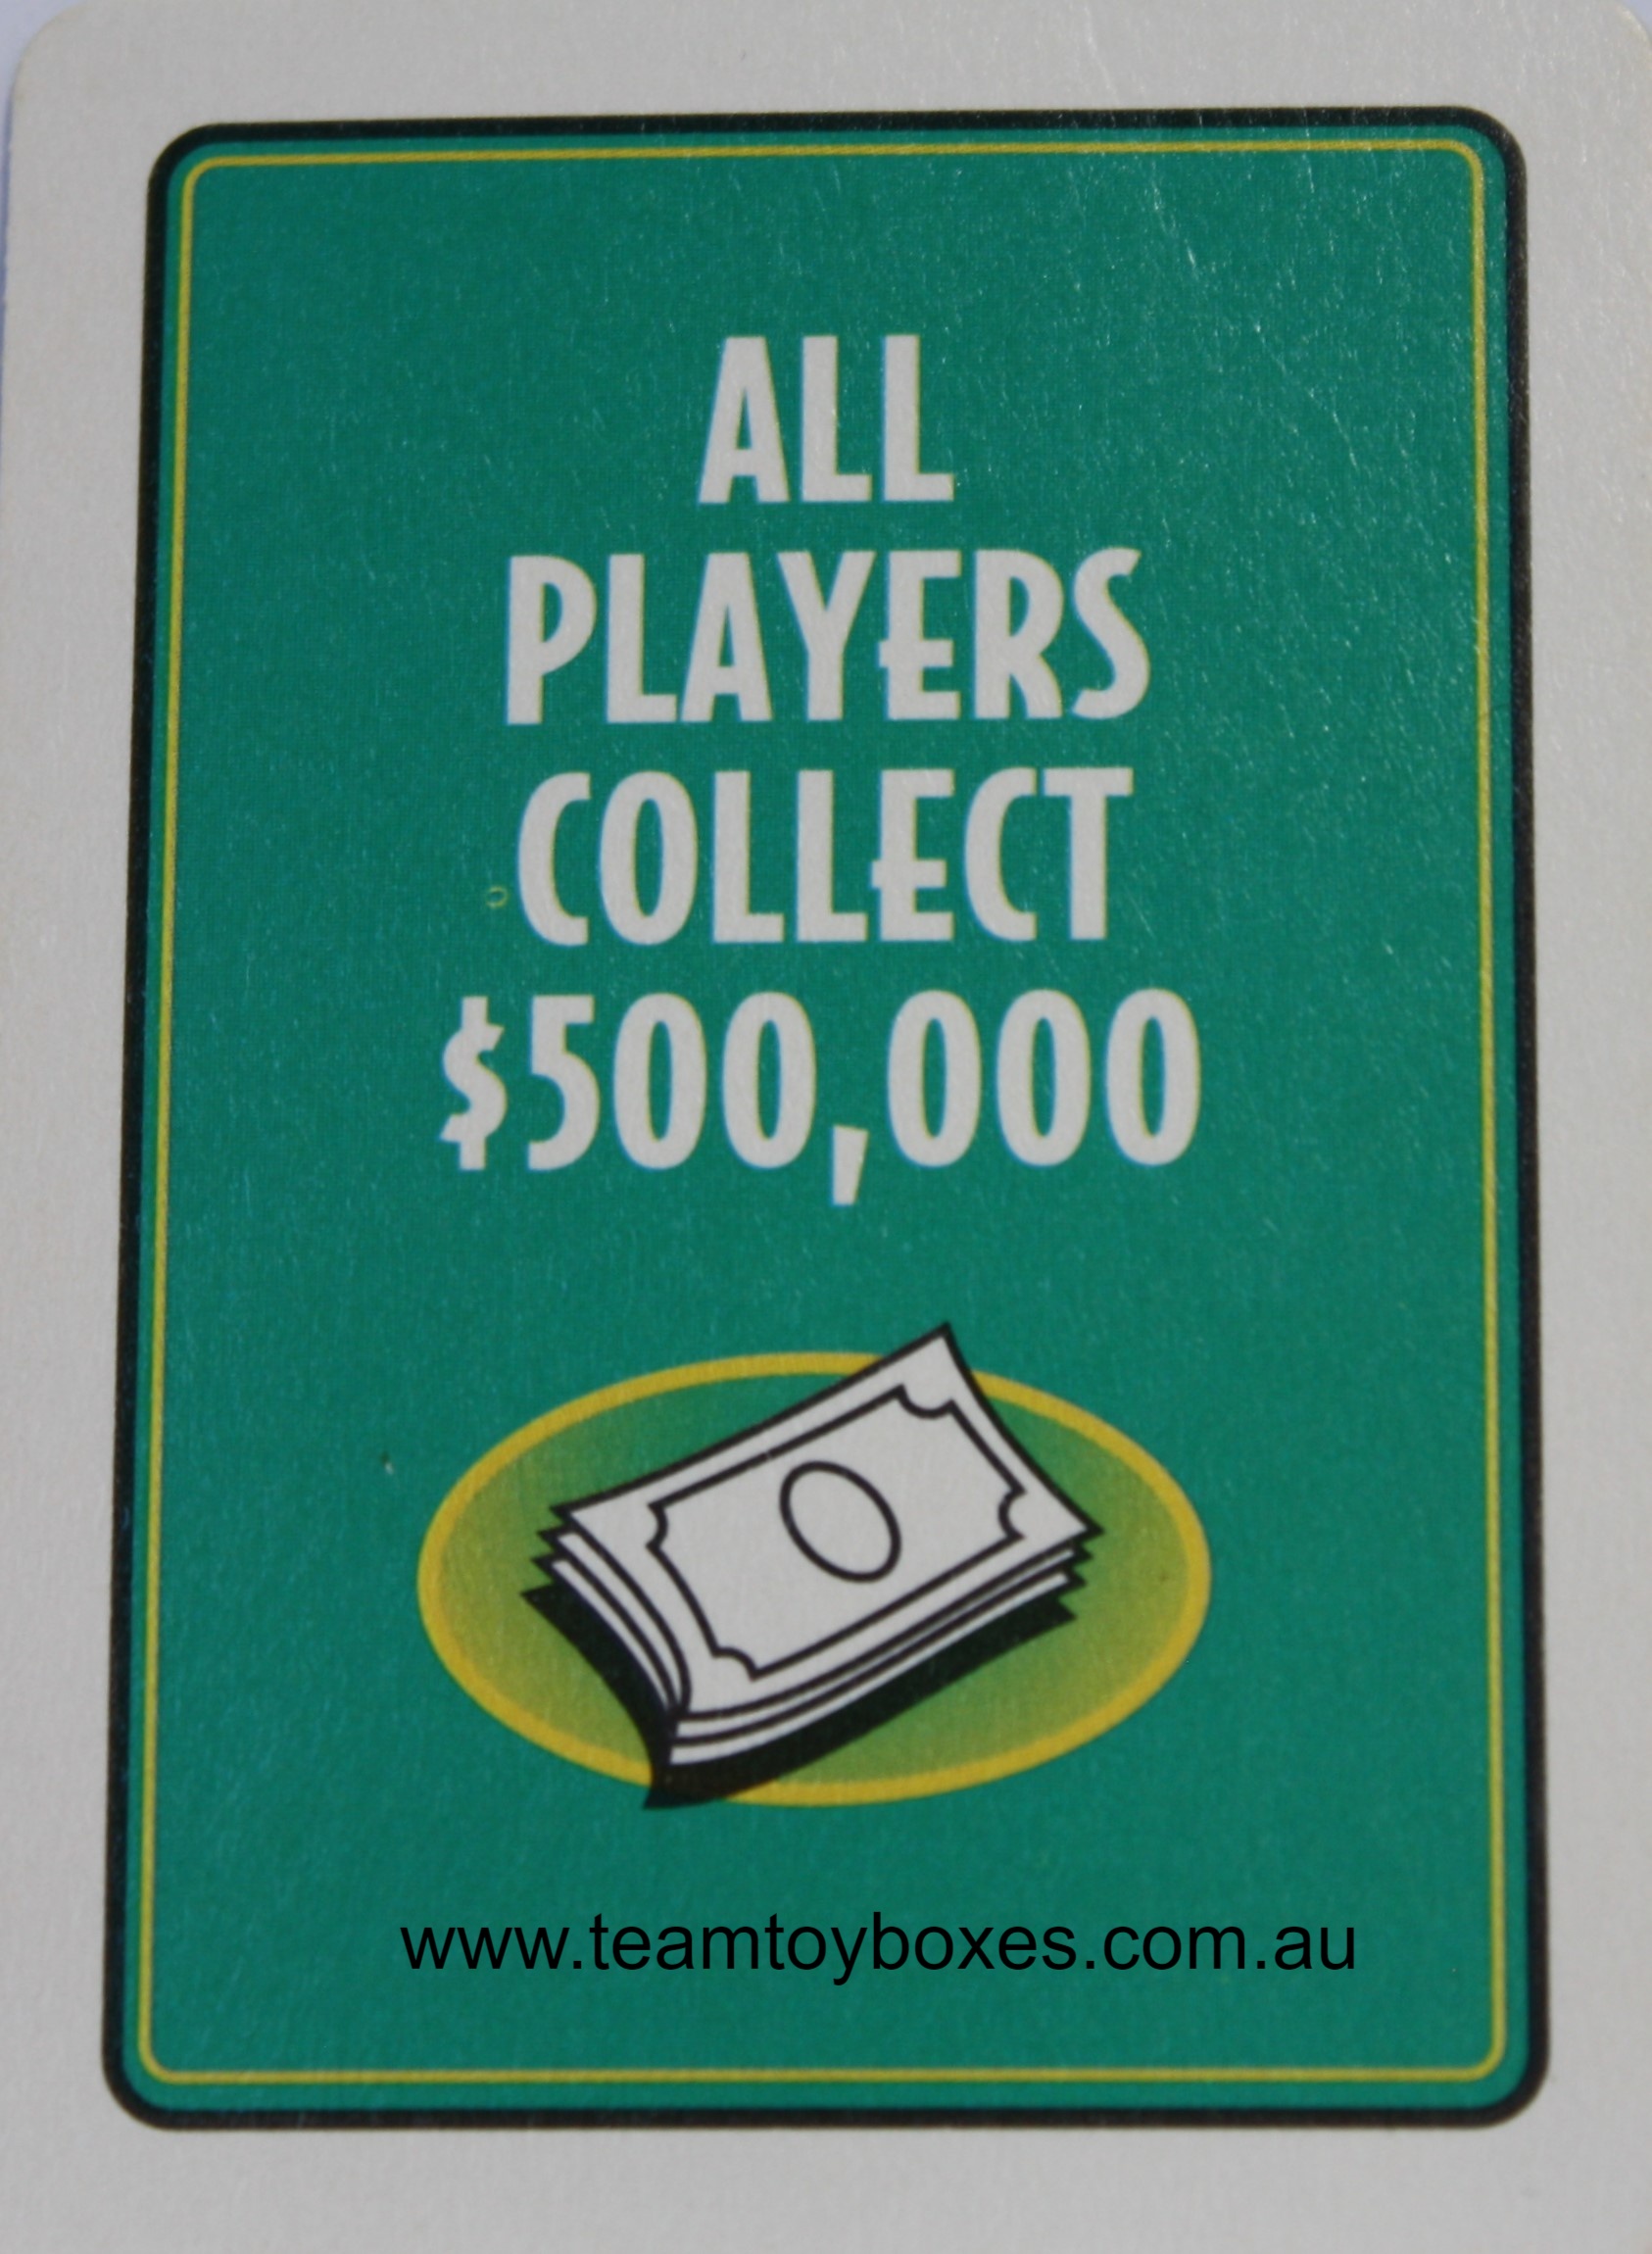 ALL
PLAYERS
COLLECT
$500,000
www.teamtoyboxes.com.au